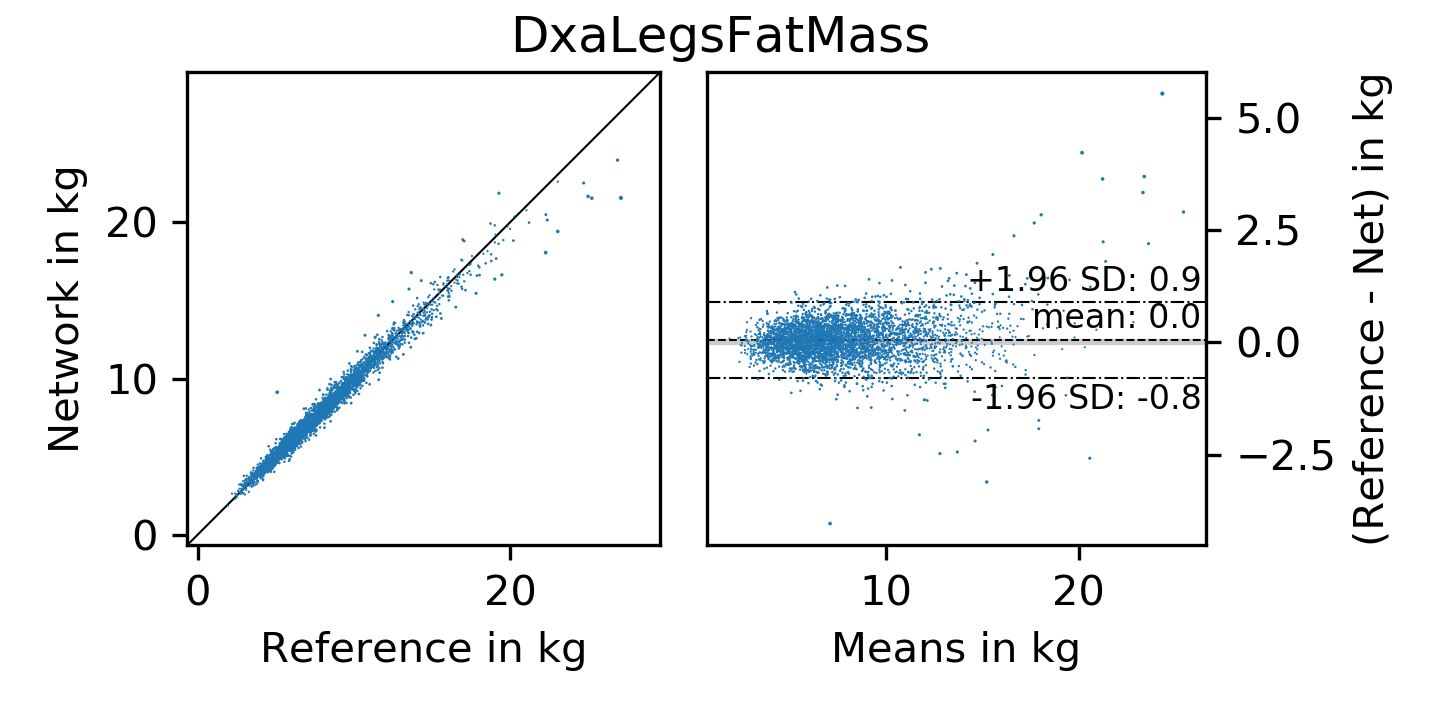 DxaLegsFatMass
Network in kg
20
10
0
0
20
Reference in kg
+1.96 SD: 0.9
mean: 0.0
-1.96 SD: -0.8
5.0
2.5
0.0
−2.5
(Reference - Net) in kg
10
20
Means in kg